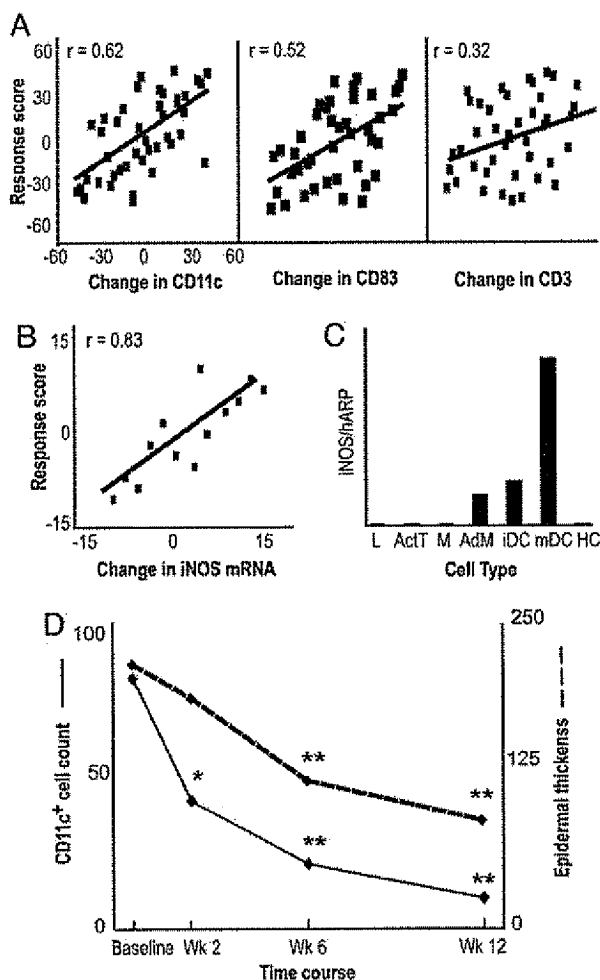 A
r = 0.62
r = 0.52
r = 0.32
Response score
60
30
0
-30
-60
-60 -30 0 30 60
Change in CD11c
Change in CD83
Change in CD3
B
r = 0.83
Response score
15
0
-15
-15 0 15
Change in iNOS mRNA
C
iNOS/hARP
L ActT M AdM iDC mDC HC
Cell Type
D
CD11c+ cell count
100
50
0
250
125
0
Epidermal thickenss
*
**
**
**
**
Baseline Wk 2 Wk 6 Wk 12
Time course